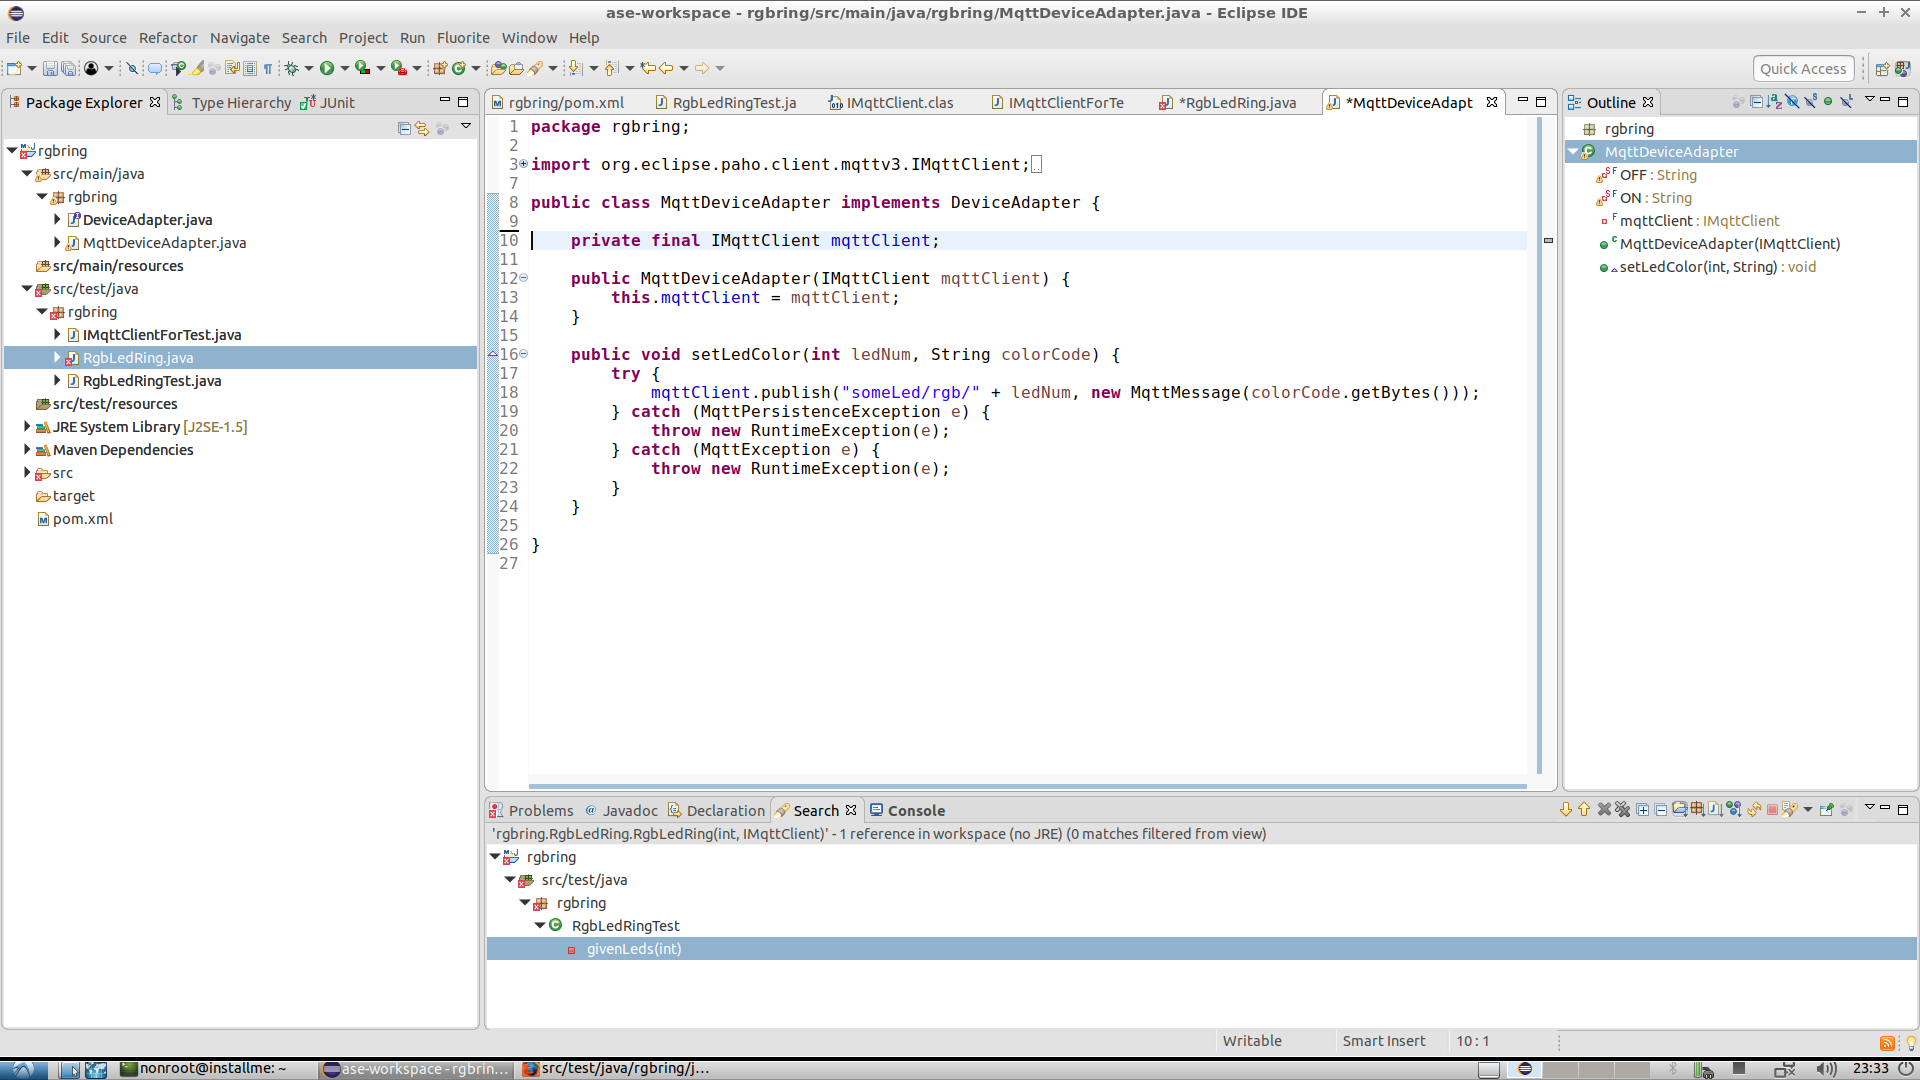 ase-workspace - rgbring/src/main/java/rgbring/MqttDeviceAdapter.java - Eclipse IDE
File Edit Source Refactor Navigate Search Project Run Fluorite Window Help
Quick Access
Package Explorer Type Hierarchy JUnit
rgbring
src/main/java
rgbring
DeviceAdapter.java
MqttDeviceAdapter.java
src/main/resources
src/test/java
rgbring
IMqttClientForTest.java
RgbLedRing.java
RgbLedRingTest.java
src/test/resources
JRE System Library [J2SE-1.5]
Maven Dependencies
src
target
pom.xml
rgbring/pom.xml RgbLedRingTest.ja IMqttClient.clas IMqttClientForTe *RgbLedRing.java *MqttDeviceAdapt
1 package rgbring;
2
3 import org.eclipse.paho.client.mqttv3.IMqttClient;
7
8 public class MqttDeviceAdapter implements DeviceAdapter {
9
10 private final IMqttClient mqttClient;
11
12 public MqttDeviceAdapter(IMqttClient mqttClient) {
13 this.mqttClient = mqttClient;
14 }
15
16 public void setLedColor(int ledNum, String colorCode) {
17 try {
18 mqttClient.publish("someLed/rgb/" + ledNum, new MqttMessage(colorCode.getBytes()));
19 } catch (MqttPersistenceException e) {
20 throw new RuntimeException(e);
21 } catch (MqttException e) {
22 throw new RuntimeException(e);
23 }
24 }
25
26 }
27
Outline
rgbring
MqttDeviceAdapter
OFF : String
ON : String
mqttClient : IMqttClient
MqttDeviceAdapter(IMqttClient)
setLedColor(int, String) : void
Problems Javadoc Declaration Search Console
'rgbring.RgbLedRing.RgbLedRing(int, IMqttClient)' - 1 reference in workspace (no JRE) (0 matches filtered from view)
rgbring
src/test/java
rgbring
RgbLedRingTest
givenLeds(int)
Writable Smart Insert 10 : 1
nonroot@installme: ~ ase-workspace - rgbrin... src/test/java/rgbring/j... 23:33